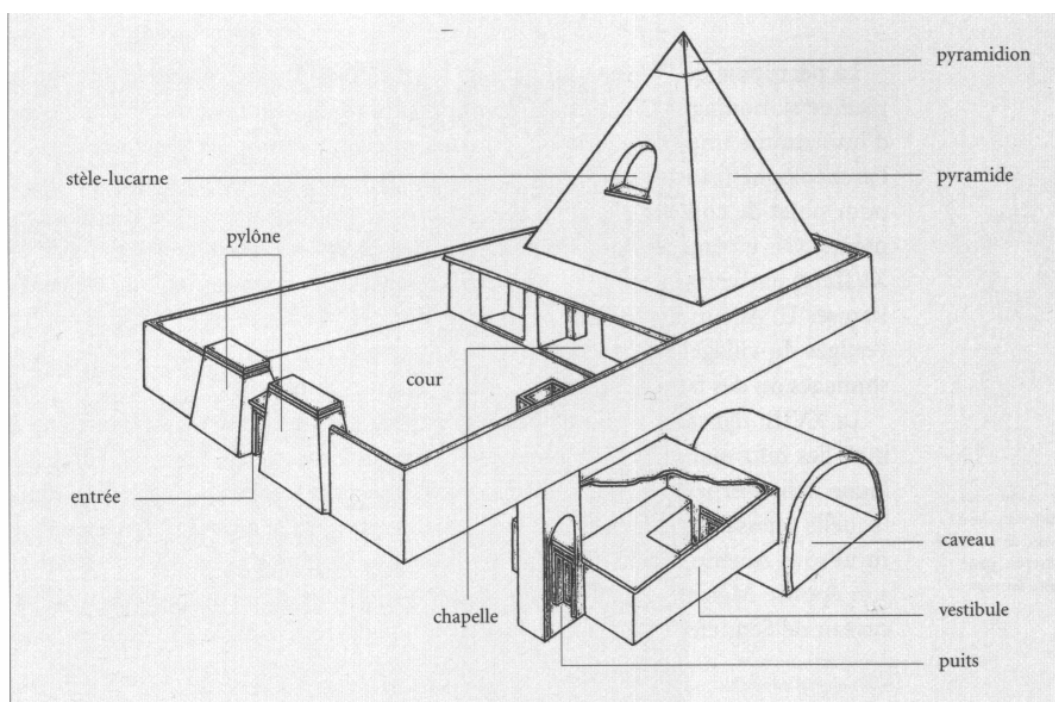 pyramidion
stèle-lucarne
pyramide
pylône
cour
entrée
caveau
chapelle
vestibule
puits